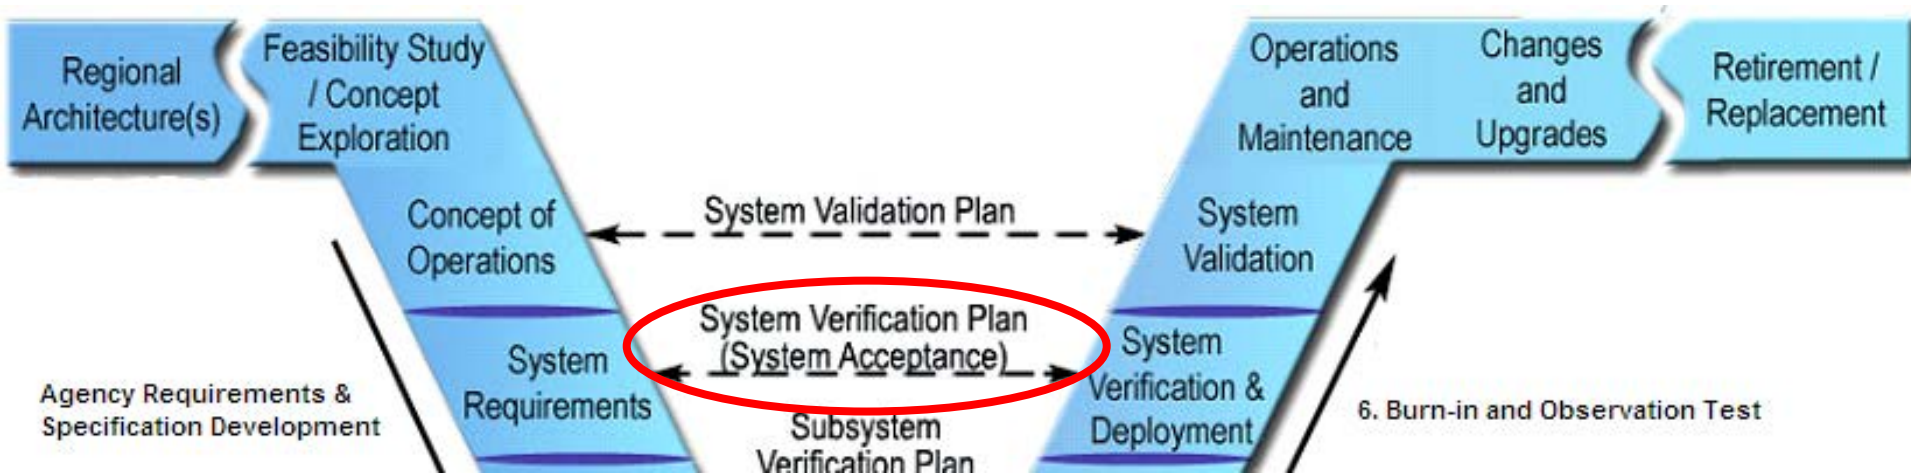 Regional
Architecture(s)
Feasibility Study
/ Concept
Exploration
Operations
and
Maintenance
Changes
and
Upgrades
Retirement /
Replacement
Concept of
Operations
System Validation Plan
System
Validation
System
Requirements
System Verification Plan
(System Acceptance)
System
Verification &
Deployment
Agency Requirements &
Specification Development
Subsystem
Verification Plan
6. Burn-in and Observation Test